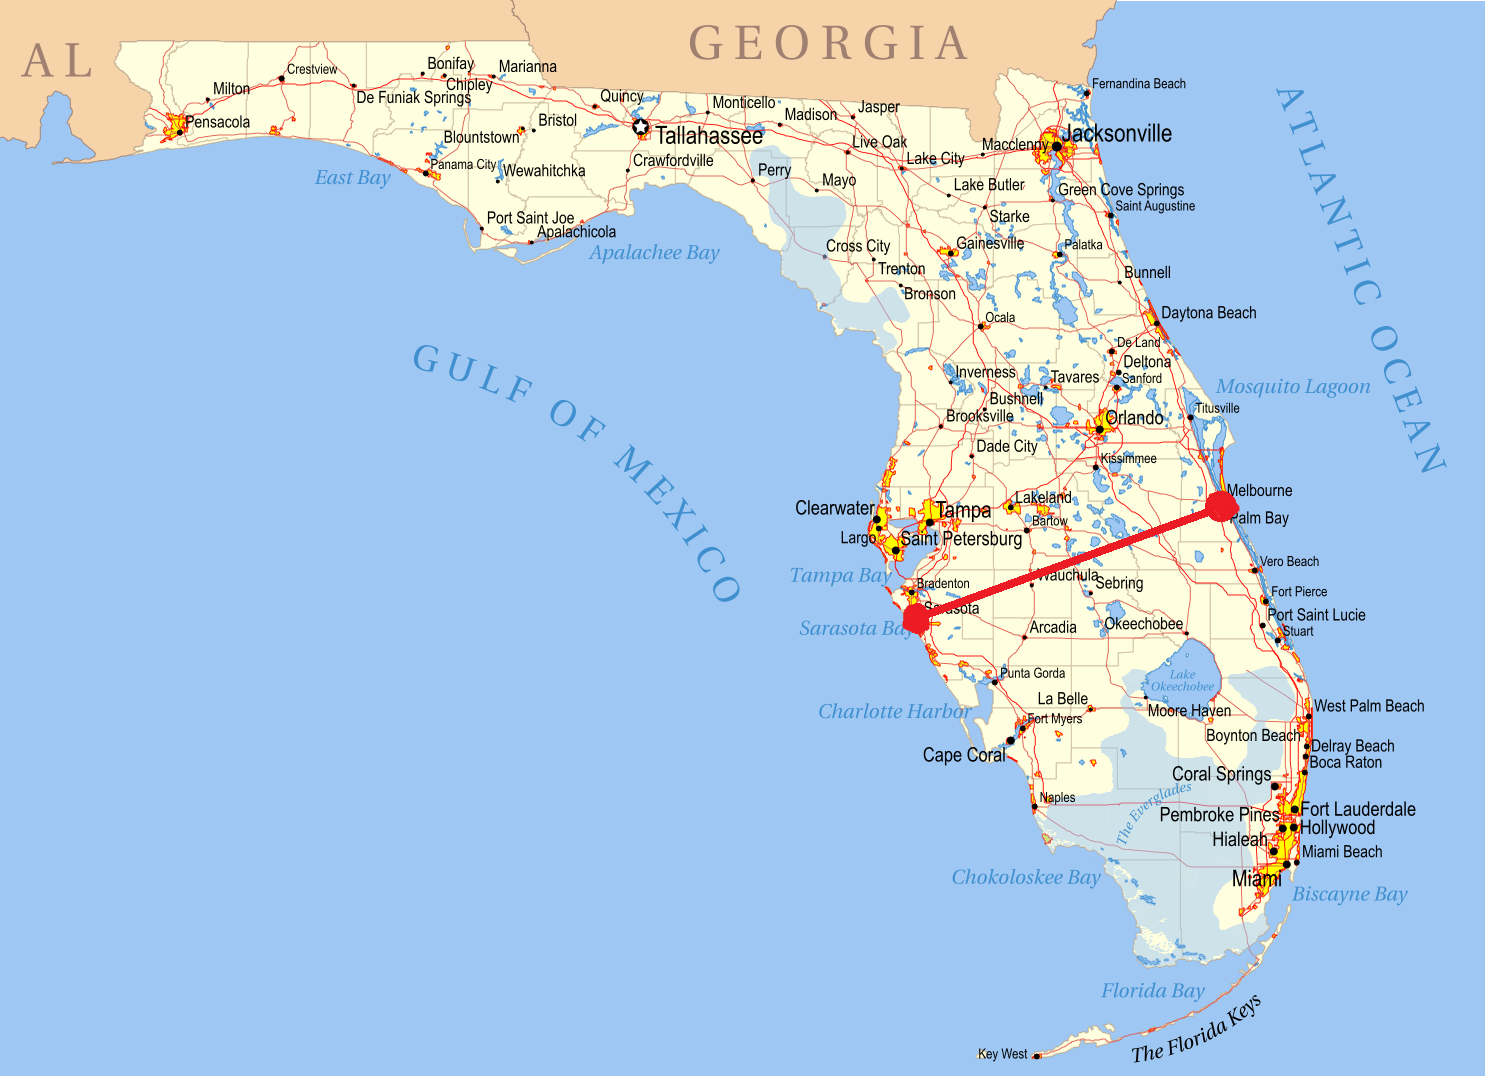 AL
GEORGIA
Crestview
Bonifay
Marianna
Milton
De Funiak Springs
Chipley
Quincy
Monticello
Jasper
Fernandina Beach
Pensacola
Blountstown
Bristol
Tallahassee
Madison
Live Oak
Macclenny
Jacksonville
Panama City
Wewahitchka
Crawfordville
Perry
Mayo
Lake City
Lake Butler
Green Cove Springs
East Bay
Port Saint Joe
Apalachicola
Starke
Saint Augustine
Apalachee Bay
Cross City
Gainesville
Palatka
Trenton
Bunnell
Bronson
Ocala
Daytona Beach
De Land
Deltona
Inverness
Tavares
Sanford
Mosquito Lagoon
Bushnell
Brooksville
Orlando
Titusville
ATLANTIC OCEAN
GULF OF MEXICO
Dade City
Kissimmee
Melbourne
Clearwater
Tampa
Lakeland
Palm Bay
Largo
Saint Petersburg
Bartow
Tampa Bay
Bradenton
Wauchula
Sebring
Vero Beach
Fort Pierce
Sarasota
Sarasota Bay
Arcadia
Okeechobee
Port Saint Lucie
Stuart
Punta Gorda
Lake
Okeechobee
Charlotte Harbor
La Belle
Moore Haven
West Palm Beach
Fort Myers
Boynton Beach
Cape Coral
Delray Beach
Boca Raton
Coral Springs
Naples
The Everglades
Pembroke Pines
Fort Lauderdale
Hollywood
Hialeah
Miami Beach
Chokoloskee Bay
Miami
Biscayne Bay
Florida Bay
The Florida Keys
Key West